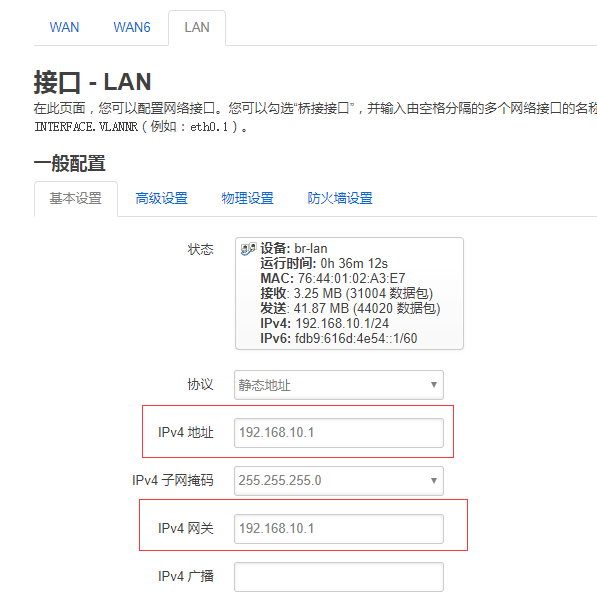 WAN WAN6 LAN
接口 - LAN
在此页面，您可以配置网络接口。您可以勾选“桥接接口”，并输入由空格分隔的多个网络接口的名称
INTERFACE.VLANNR（例如：eth0.1）。
一般配置
基本设置 高级设置 物理设置 防火墙设置
状态
设备: br-lan
运行时间: 0h 36m 12s
MAC: 76:44:01:02:A3:E7
接收: 3.25 MB (31004 数据包)
发送: 41.87 MB (44020 数据包)
IPv4: 192.168.10.1/24
IPv6: fdb9:616d:4e54::1/60
协议 静态地址
IPv4 地址 192.168.10.1
IPv4 子网掩码 255.255.255.0
IPv4 网关 192.168.10.1
IPv4 广播